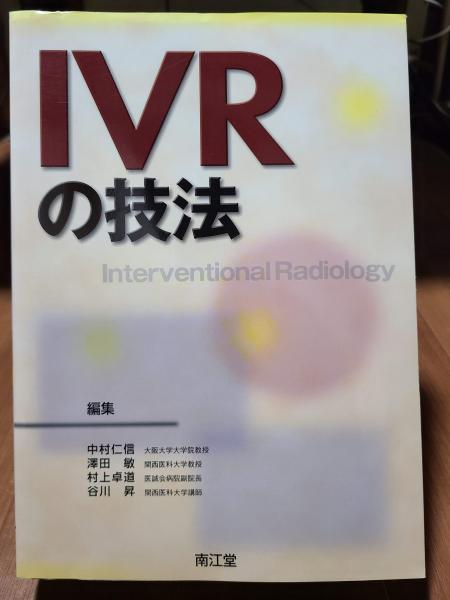 IVR
の技法
Interventional Radiology
編集
中村仁信 大阪大学大学院教授
澤田 敏 関西医科大学教授
村上卓道 医誠会病院副院長
谷川 昇 関西医科大学講師
南江堂